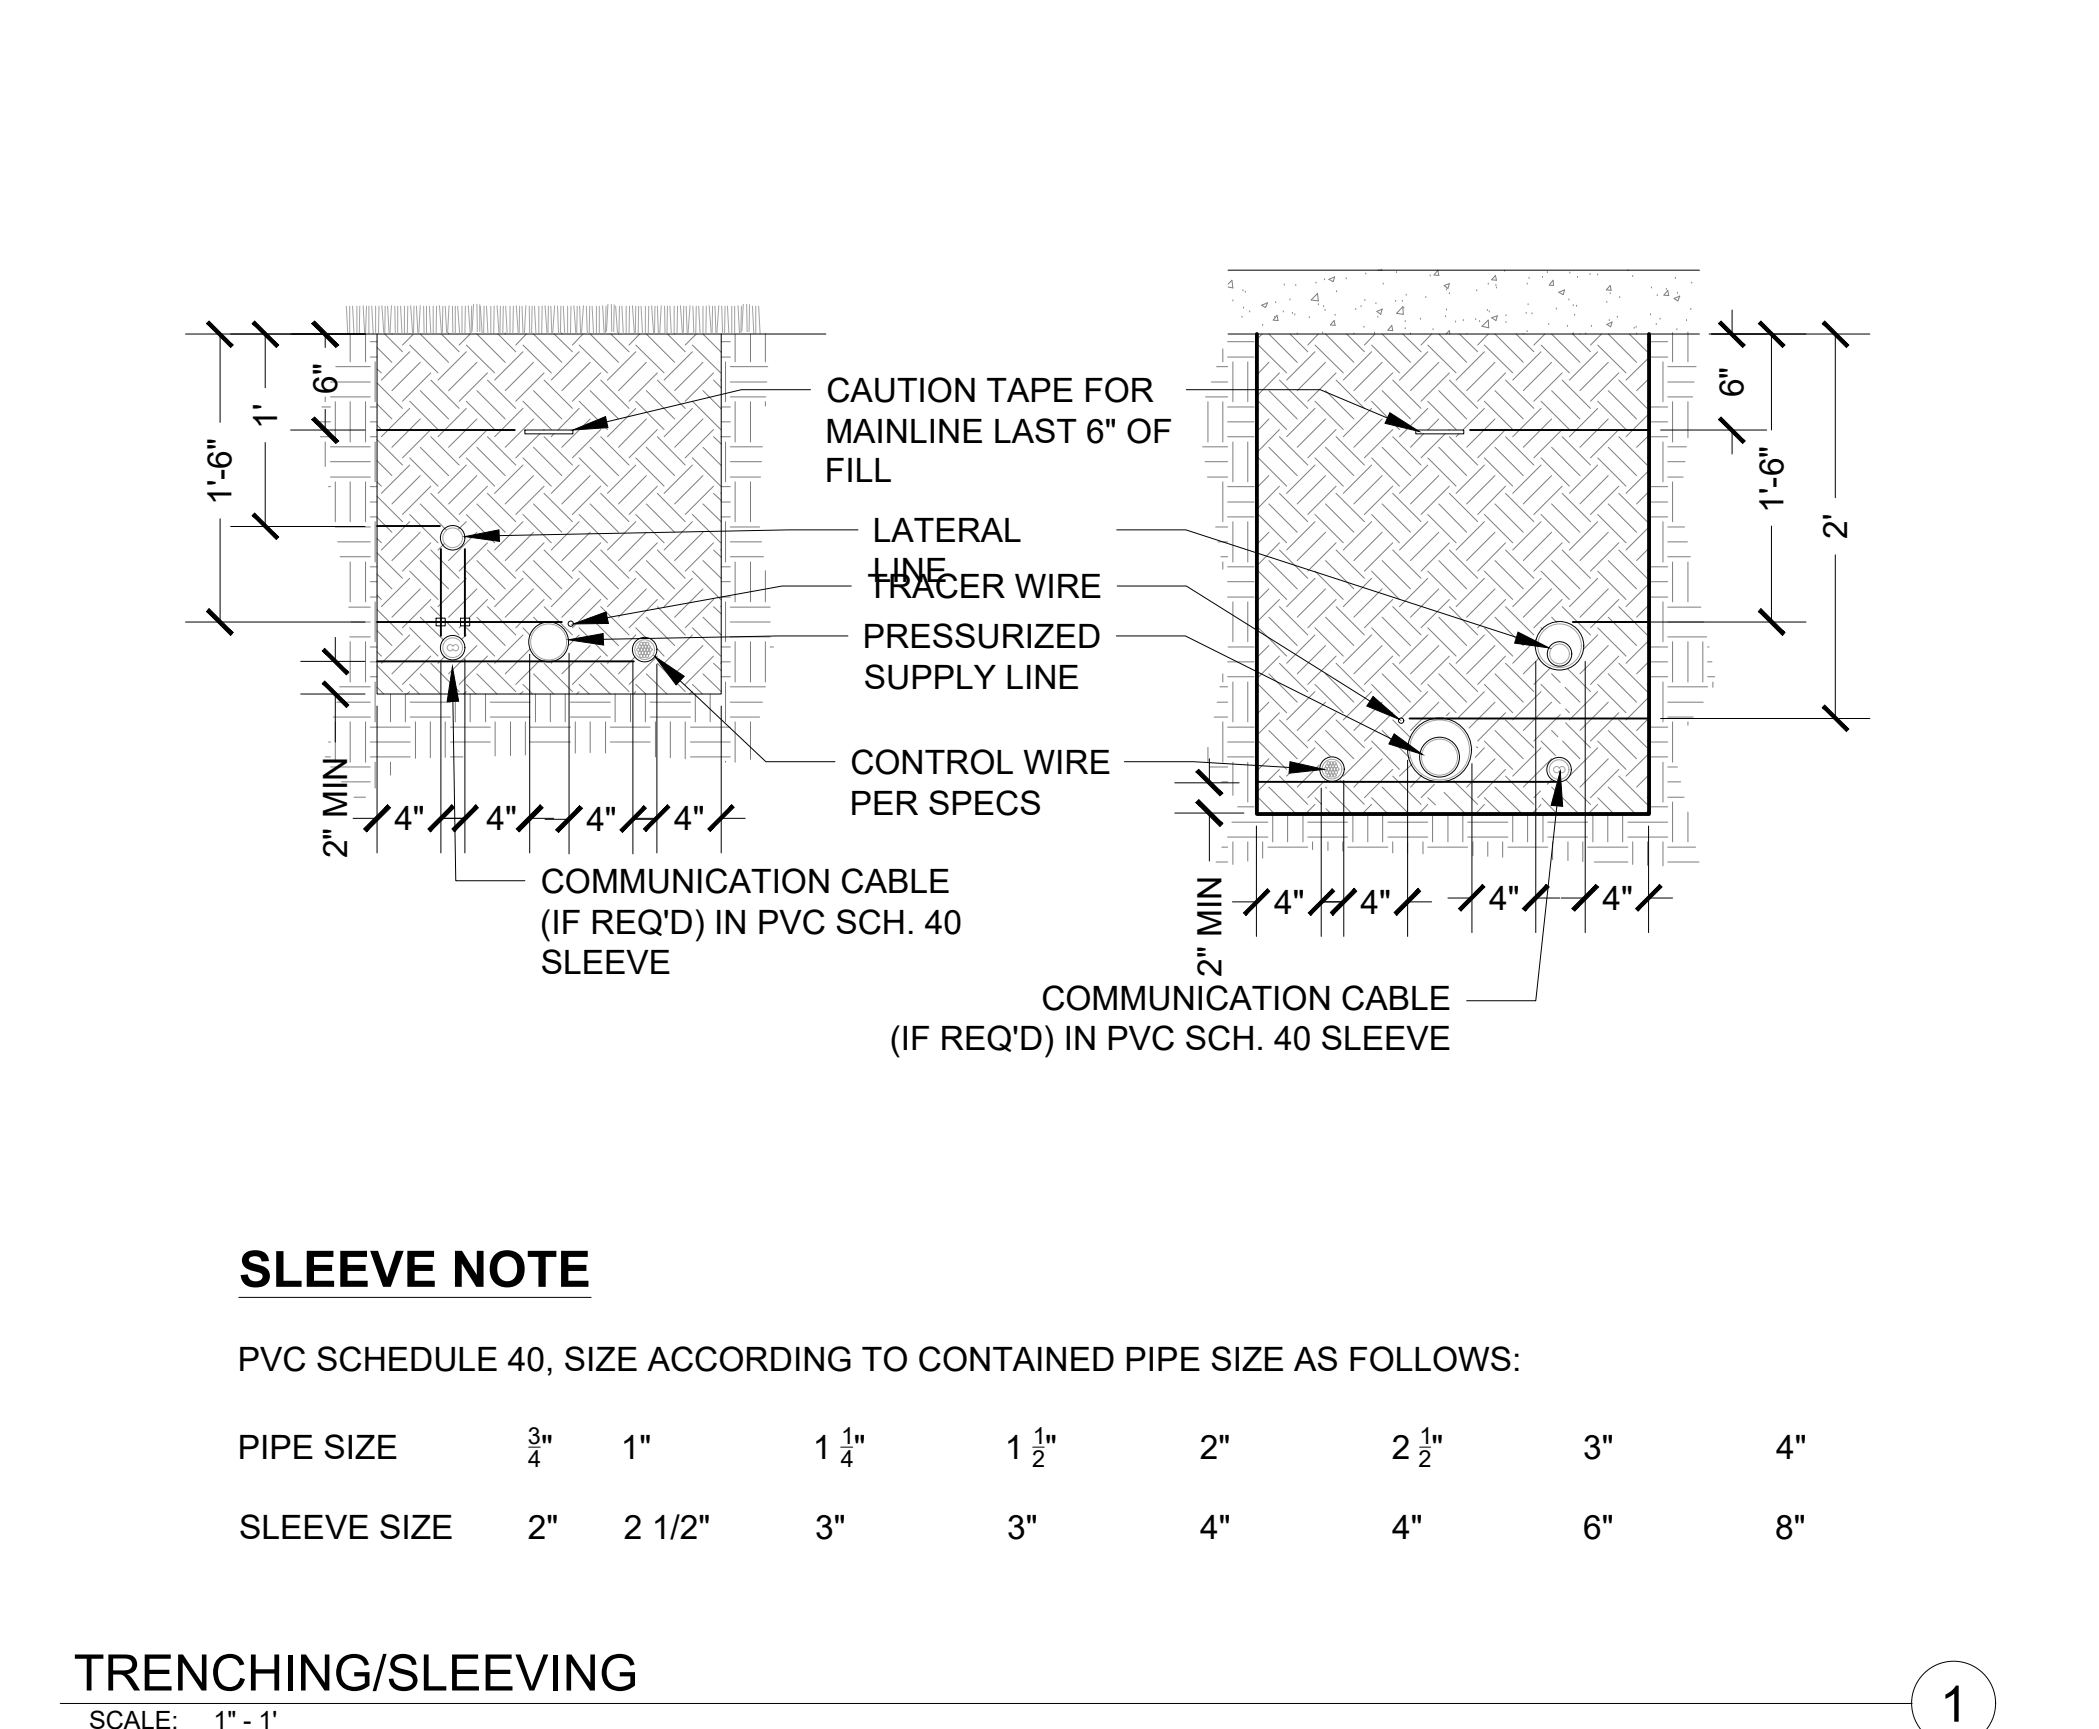 6"
1'
1'-6"
CAUTION TAPE FOR
MAINLINE LAST 6" OF
FILL
6"
1'-6"
2'
LATERAL
LINE
TRACER WIRE
PRESSURIZED
SUPPLY LINE
CONTROL WIRE
PER SPECS
2" MIN
4" 4" 4" 4"
COMMUNICATION CABLE
(IF REQ'D) IN PVC SCH. 40
SLEEVE
2" MIN
4" 4" 4" 4"
COMMUNICATION CABLE
(IF REQ'D) IN PVC SCH. 40 SLEEVE
SLEEVE NOTE
PVC SCHEDULE 40, SIZE ACCORDING TO CONTAINED PIPE SIZE AS FOLLOWS:
PIPE SIZE 3/4" 1" 1 1/4" 1 1/2" 2" 2 1/2" 3" 4"
SLEEVE SIZE 2" 2 1/2" 3" 3" 4" 4" 6" 8"
TRENCHING/SLEEVING
1
SCALE: 1" - 1'